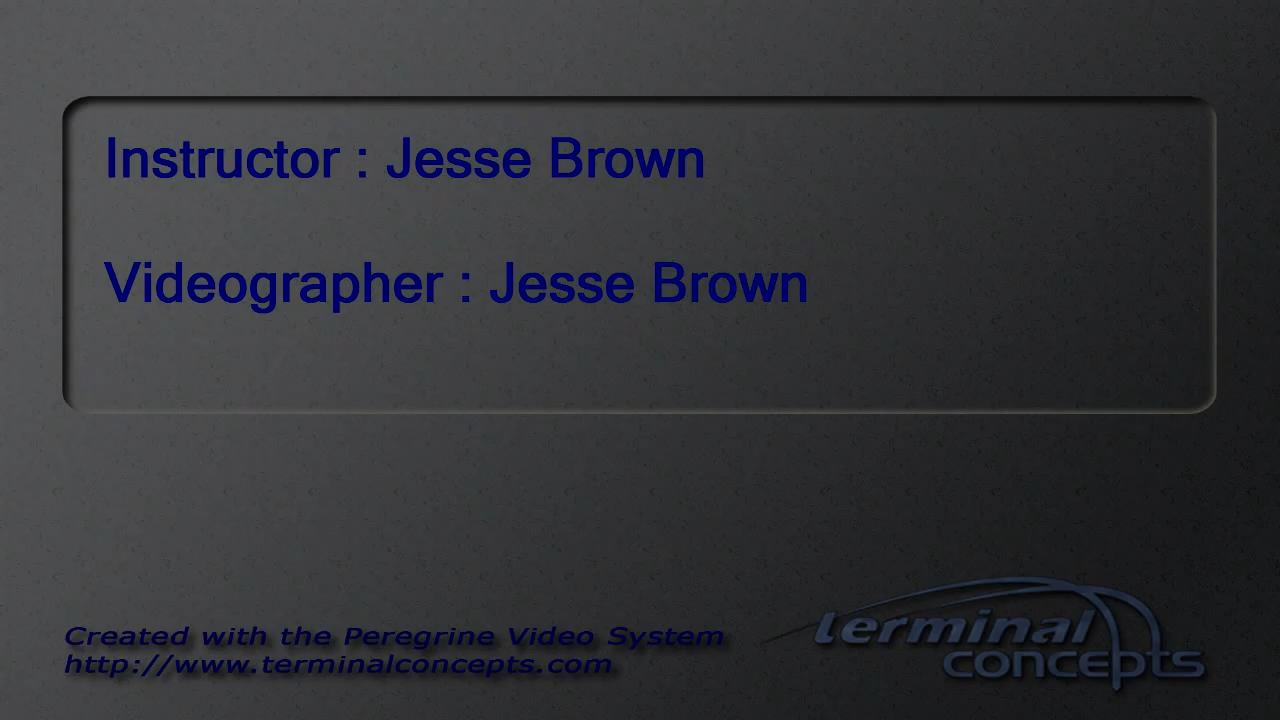 Instructor : Jesse Brown
Videographer : Jesse Brown
Created with the Peregrine Video System
http://www.terminalconcepts.com
terminal
concepts